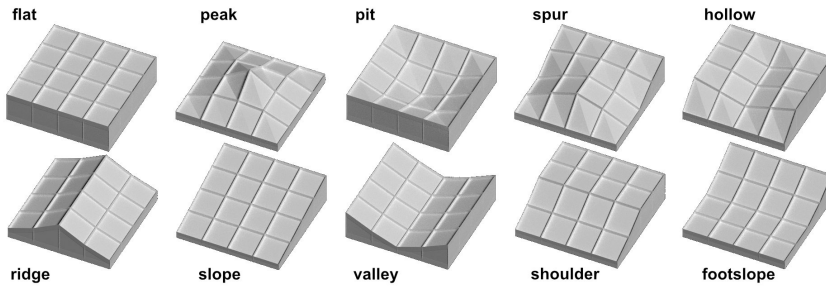 flat
peak
pit
spur
hollow
ridge
slope
valley
shoulder
footslope